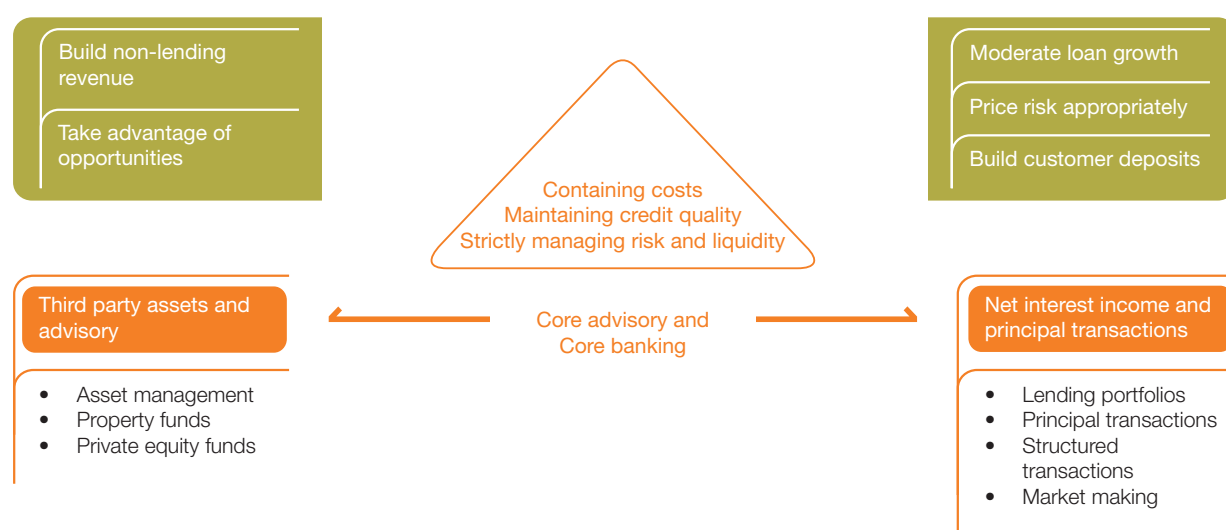 Build non-lending
revenue
Take advantage of
opportunities
Containing costs
Maintaining credit quality
Strictly managing risk and liquidity
Moderate loan growth
Price risk appropriately
Build customer deposits
Third party assets and
advisory
• Asset management
• Property funds
• Private equity funds
Core advisory and
Core banking
Net interest income and
principal transactions
• Lending portfolios
• Principal transactions
• Structured
transactions
• Market making